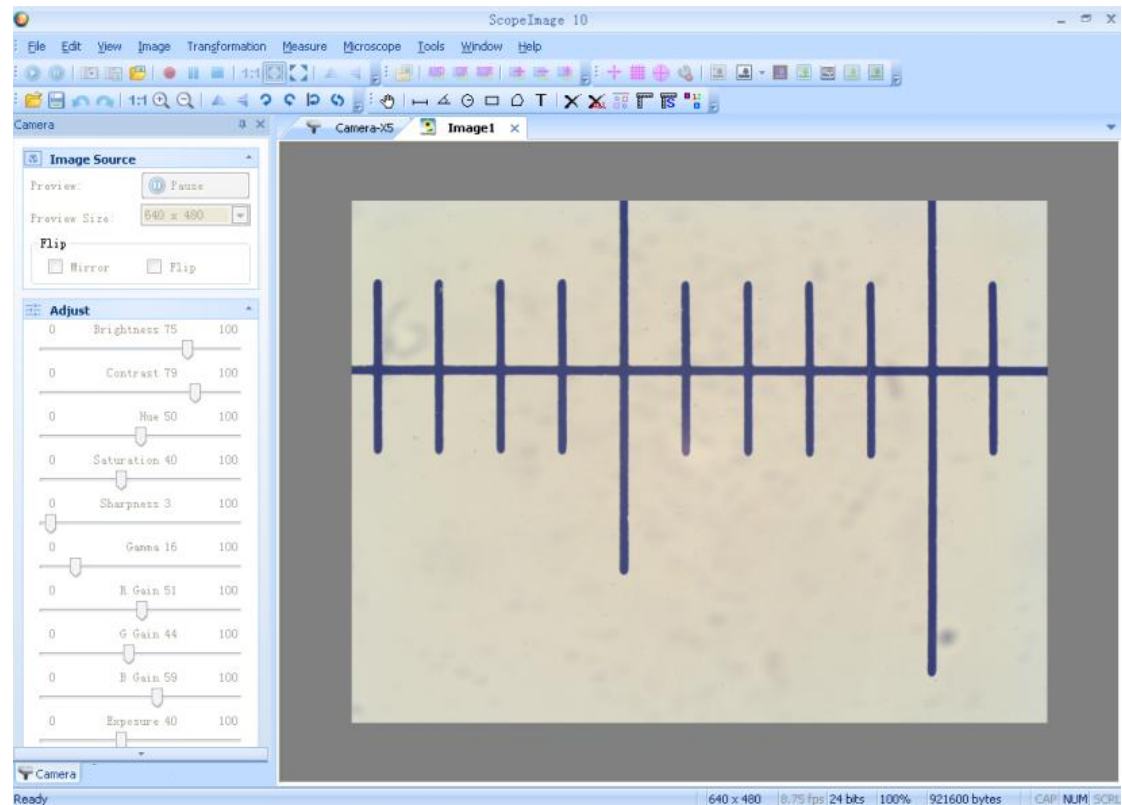 ScopeImage 10
File Edit View Image Transformation Measure Microscope Tools Window Help
1:1
1:1 T
Camera
Camera-X5 Image1
Image Source
Preview: Pause
Preview Size: 640 x 480
Flip
Mirror Flip
Adjust
0 Brightness 75 100
0 Contrast 79 100
0 Hue 50 100
0 Saturation 40 100
0 Sharpness 3 100
0 Gamma 16 100
0 R Gain 51 100
0 G Gain 44 100
0 B Gain 59 100
0 Exposure 40 100
Camera
Ready 640 x 480 8.75 fps 24 bits 100% 921600 bytes CAP NUM SCRL